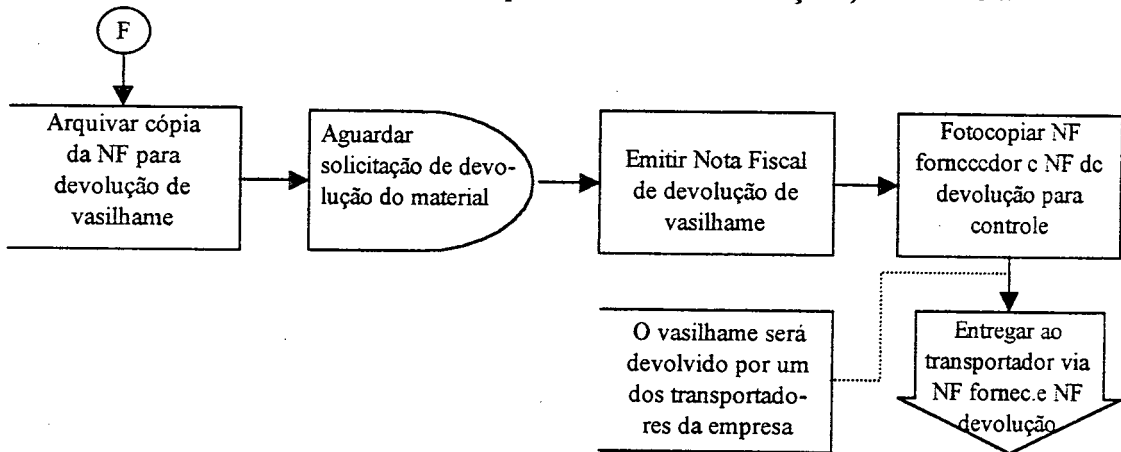 F
Arquivar cópia
da NF para
devolução de
vasilhame
Aguardar
solicitação de devo-
lução do material
Emitir Nota Fiscal
de devolução de
vasilhame
Fotocopiar NF
fornecedor e NF de
devolução para
controle
O vasilhame será
devolvido por um
dos transportado-
res da empresa
Entregar ao
transportador via
NF fornec.e NF
devolução